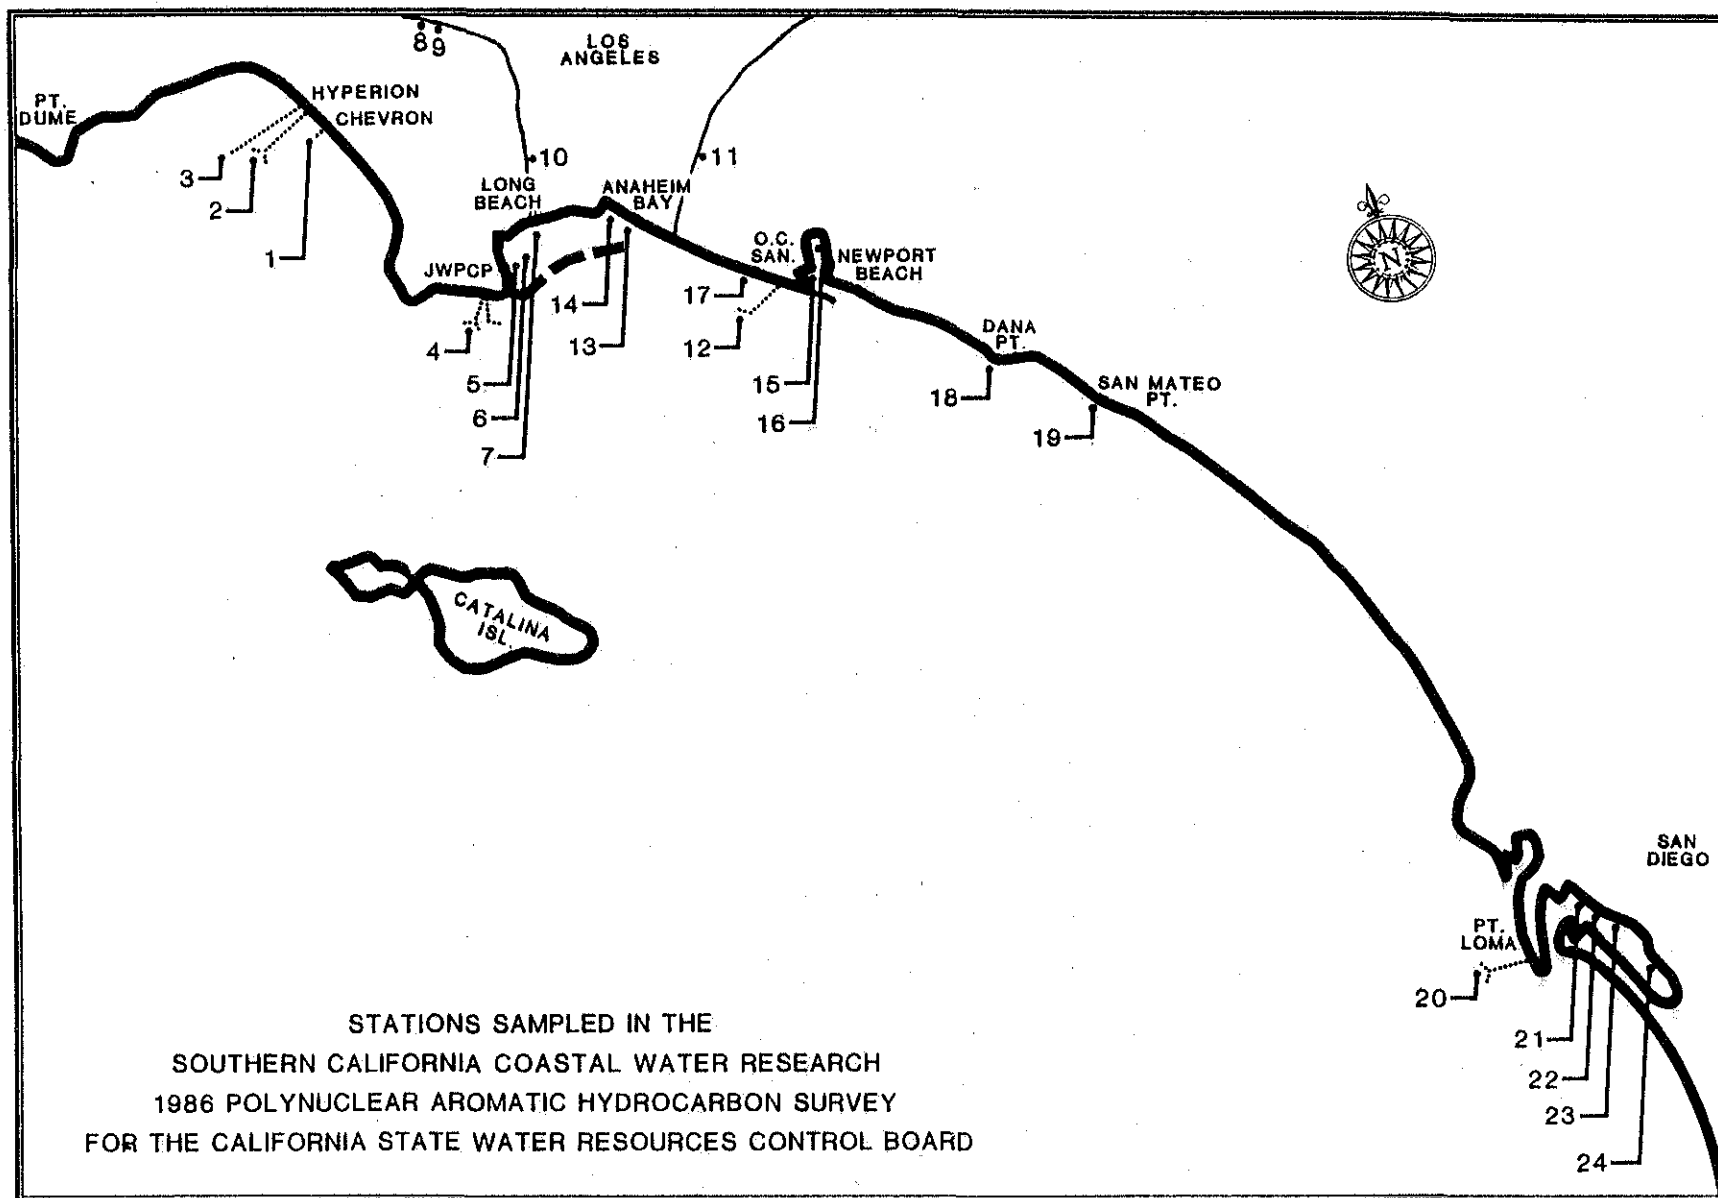 8
9
LOS
ANGELES
PT.
DUME
HYPERION
CHEVRON
3
2
1
10
11
LONG
BEACH
ANAHEIM
BAY
JWPCP
O.C.
SAN.
NEWPORT
BEACH
N
4
5
6
7
14
13
17
12
15
16
DANA
PT.
18
SAN MATEO
PT.
19
CATALINA
ISL.
SAN
DIEGO
PT.
LOMA
20
21
22
23
24
STATIONS SAMPLED IN THE
SOUTHERN CALIFORNIA COASTAL WATER RESEARCH
1986 POLYNUCLEAR AROMATIC HYDROCARBON SURVEY
FOR THE CALIFORNIA STATE WATER RESOURCES CONTROL BOARD